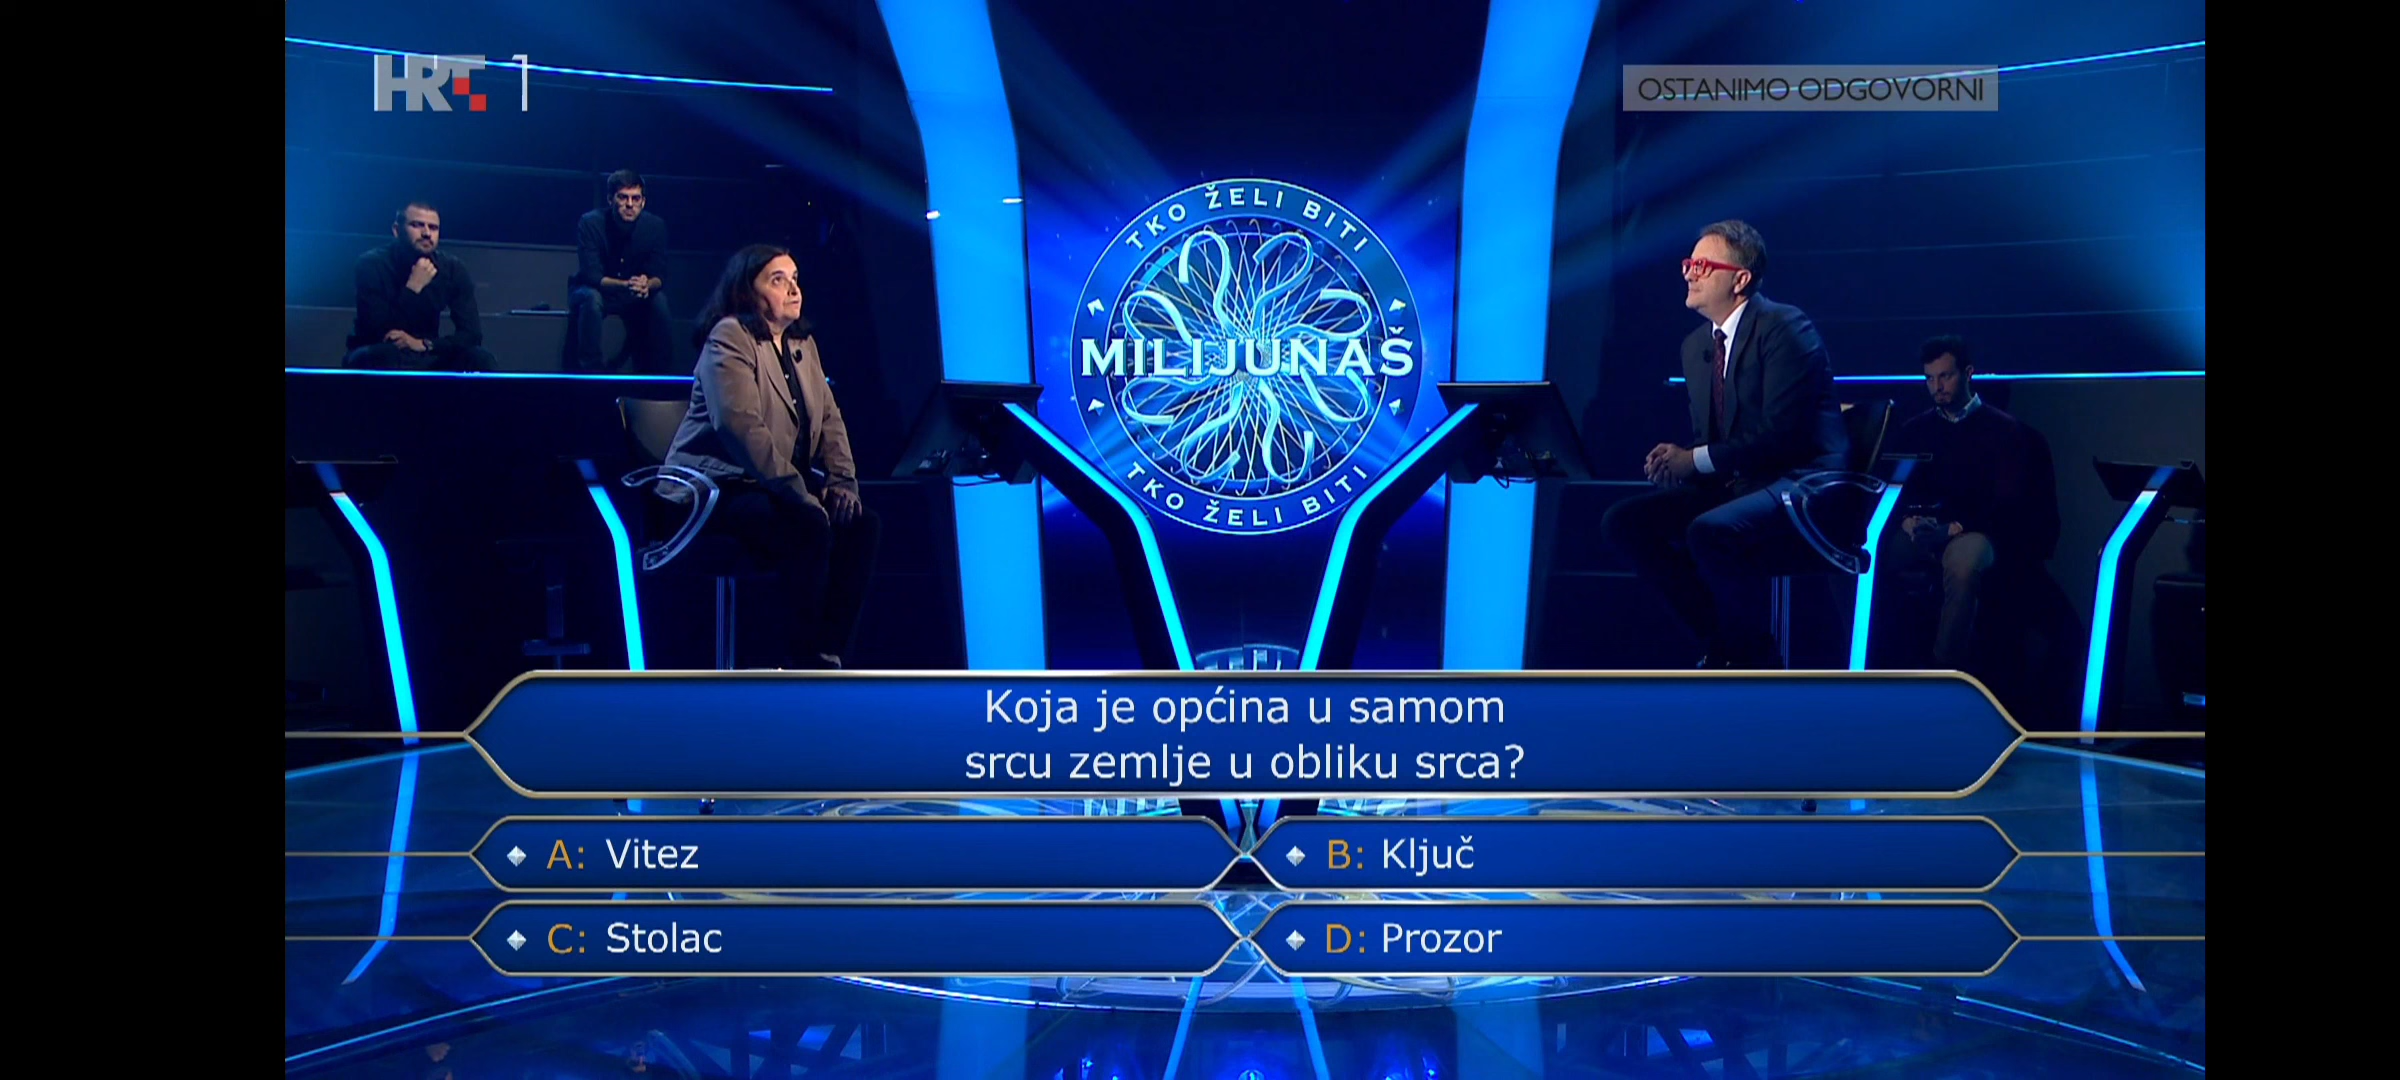 HRT 1
OSTANIMO ODGOVORNI
TKO ŽELI BITI
MILIJUNAŠ
TKO ŽELI BITI
Koja je općina u samom
srcu zemlje u obliku srca?
A: Vitez
B: Ključ
C: Stolac
D: Prozor